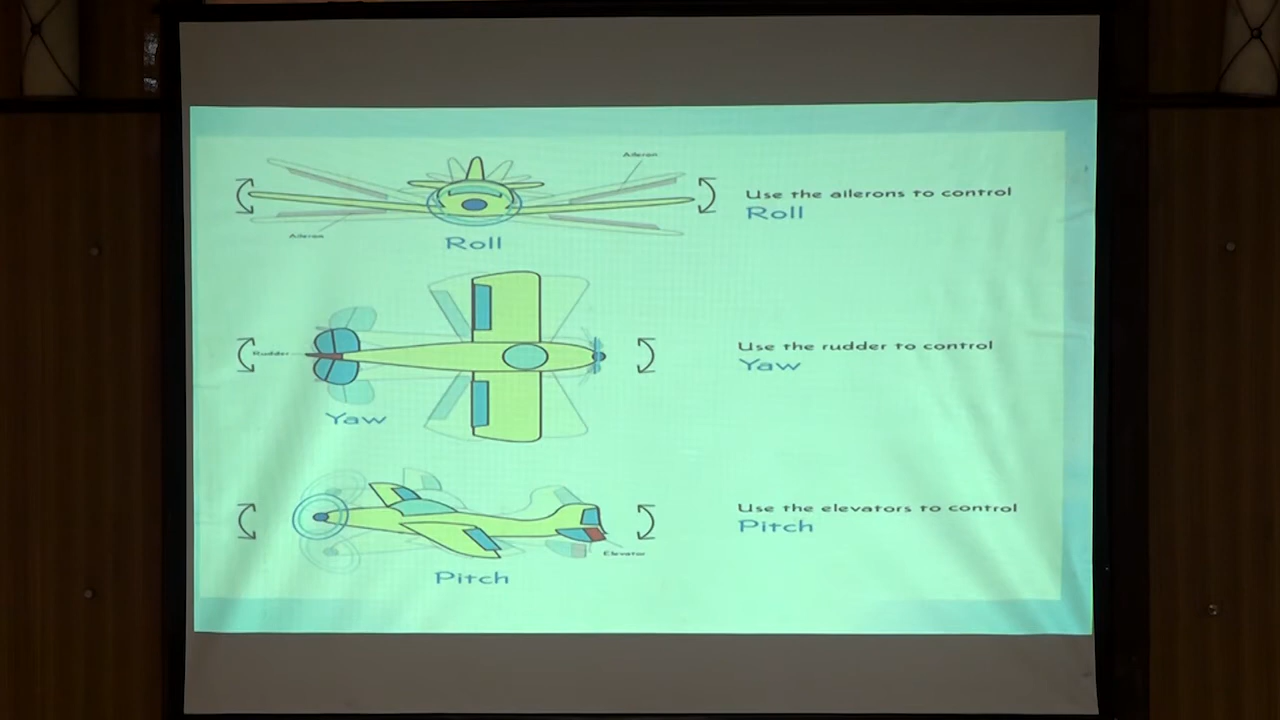 Aileron
Use the ailerons to control
Roll
Aileron
Roll
Rudder
Use the rudder to control
Yaw
Yaw
Use the elevators to control
Pitch
Elevator
Pitch